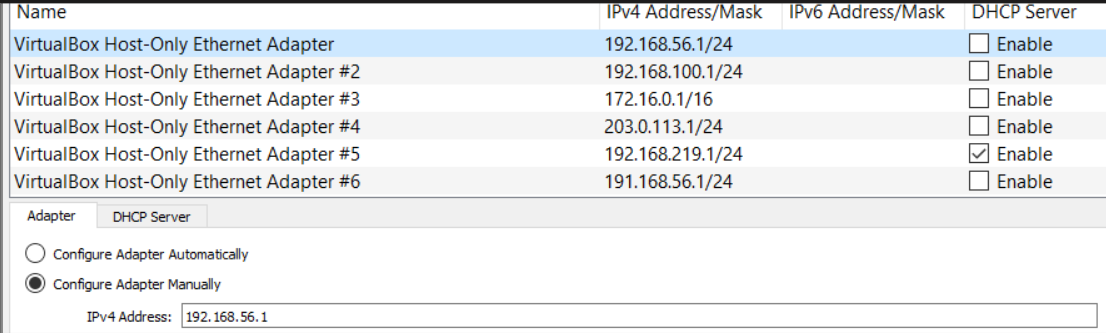 Name IPv4 Address/Mask IPv6 Address/Mask DHCP Server
VirtualBox Host-Only Ethernet Adapter 192.168.56.1/24 Enable
VirtualBox Host-Only Ethernet Adapter #2 192.168.100.1/24 Enable
VirtualBox Host-Only Ethernet Adapter #3 172.16.0.1/16 Enable
VirtualBox Host-Only Ethernet Adapter #4 203.0.113.1/24 Enable
VirtualBox Host-Only Ethernet Adapter #5 192.168.219.1/24 Enable
VirtualBox Host-Only Ethernet Adapter #6 191.168.56.1/24 Enable
Adapter DHCP Server
Configure Adapter Automatically
Configure Adapter Manually
IPv4 Address: 192.168.56.1